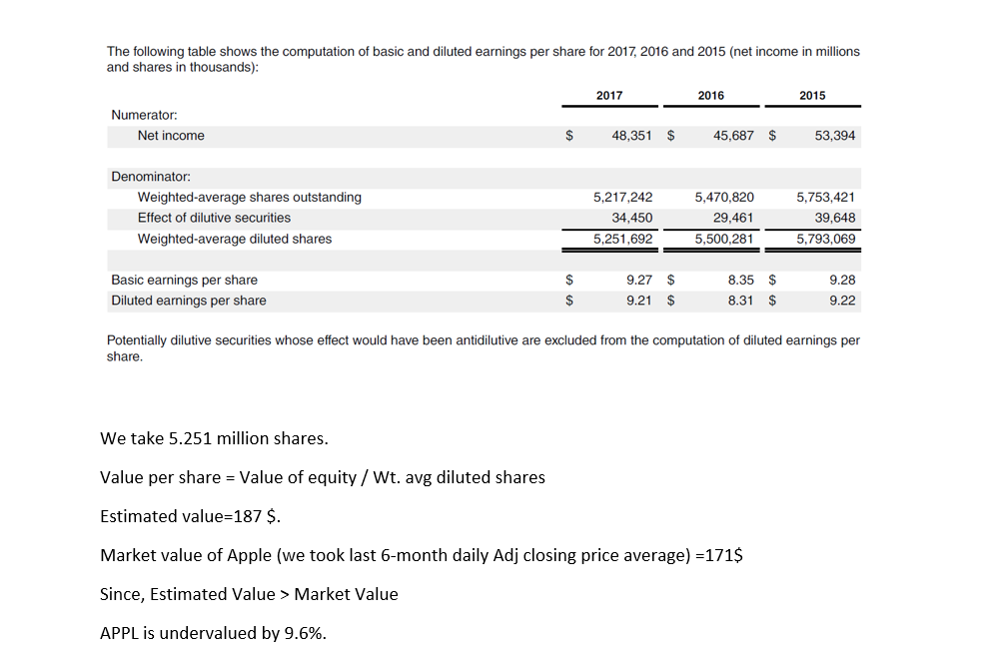 The following table shows the computation of basic and diluted earnings per share for 2017, 2016 and 2015 (net income in millions
and shares in thousands):
2017 2016 2015
Numerator:
Net income $ 48,351 $ 45,687 $ 53,394
Denominator:
Weighted-average shares outstanding 5,217,242 5,470,820 5,753,421
Effect of dilutive securities 34,450 29,461 39,648
Weighted-average diluted shares 5,251,692 5,500,281 5,793,069
Basic earnings per share $ 9.27 $ 8.35 $ 9.28
Diluted earnings per share $ 9.21 $ 8.31 $ 9.22
Potentially dilutive securities whose effect would have been antidilutive are excluded from the computation of diluted earnings per
share.
We take 5.251 million shares.
Value per share = Value of equity / Wt. avg diluted shares
Estimated value=187 $.
Market value of Apple (we took last 6-month daily Adj closing price average) =171$
Since, Estimated Value > Market Value
APPL is undervalued by 9.6%.